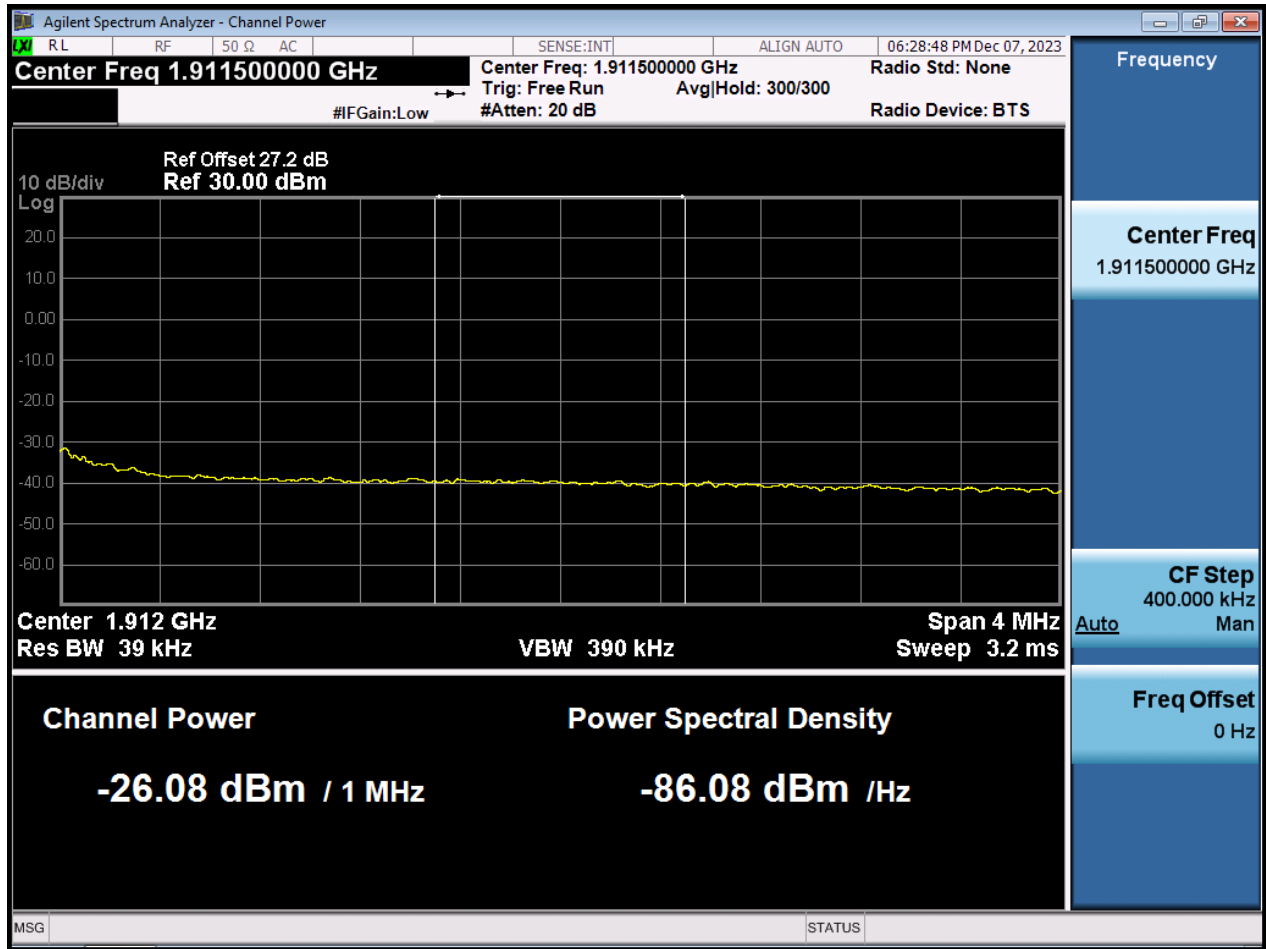 Agilent Spectrum Analyzer - Channel Power
LXI RL RF 50 Ω AC SENSE:INT ALIGN AUTO 06:28:48 PM Dec 07, 2023
Center Freq 1.911500000 GHz
#IFGain:Low
Center Freq: 1.911500000 GHz
Trig: Free Run Avg|Hold: 300/300
#Atten: 20 dB
Radio Std: None
Radio Device: BTS
Ref Offset 27.2 dB
10 dB/div Ref 30.00 dBm
Log
20.0
10.0
0.00
-10.0
-20.0
-30.0
-40.0
-50.0
-60.0
Center 1.912 GHz Span 4 MHz
Res BW 39 kHz VBW 390 kHz Sweep 3.2 ms
Channel Power Power Spectral Density
-26.08 dBm / 1 MHz -86.08 dBm /Hz
Frequency
Center Freq
1.911500000 GHz
CF Step
400.000 kHz
Auto Man
Freq Offset
0 Hz
MSG STATUS